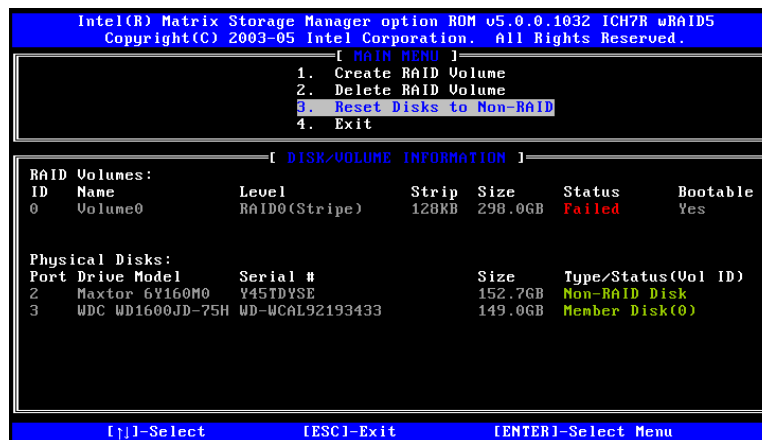 Intel(R) Matrix Storage Manager option ROM v5.0.0.1032 ICH7R wRAID5
Copyright(C) 2003-05 Intel Corporation. All Rights Reserved.
[ MAIN MENU ]
1. Create RAID Volume
2. Delete RAID Volume
3. Reset Disks to Non-RAID
4. Exit
[ DISK/VOLUME INFORMATION ]
RAID Volumes:
ID Name Level Strip Size Status Bootable
0 Volume0 RAID0(Stripe) 128KB 298.0GB Failed Yes
Physical Disks:
Port Drive Model Serial # Size Type/Status(Vol ID)
2 Maxtor 6Y160M0 Y45TDYSE 152.7GB Non-RAID Disk
3 WDC WD1600JD-75H WD-WCAL92193433 149.0GB Member Disk(0)
[↑↓]-Select [ESC]-Exit [ENTER]-Select Menu